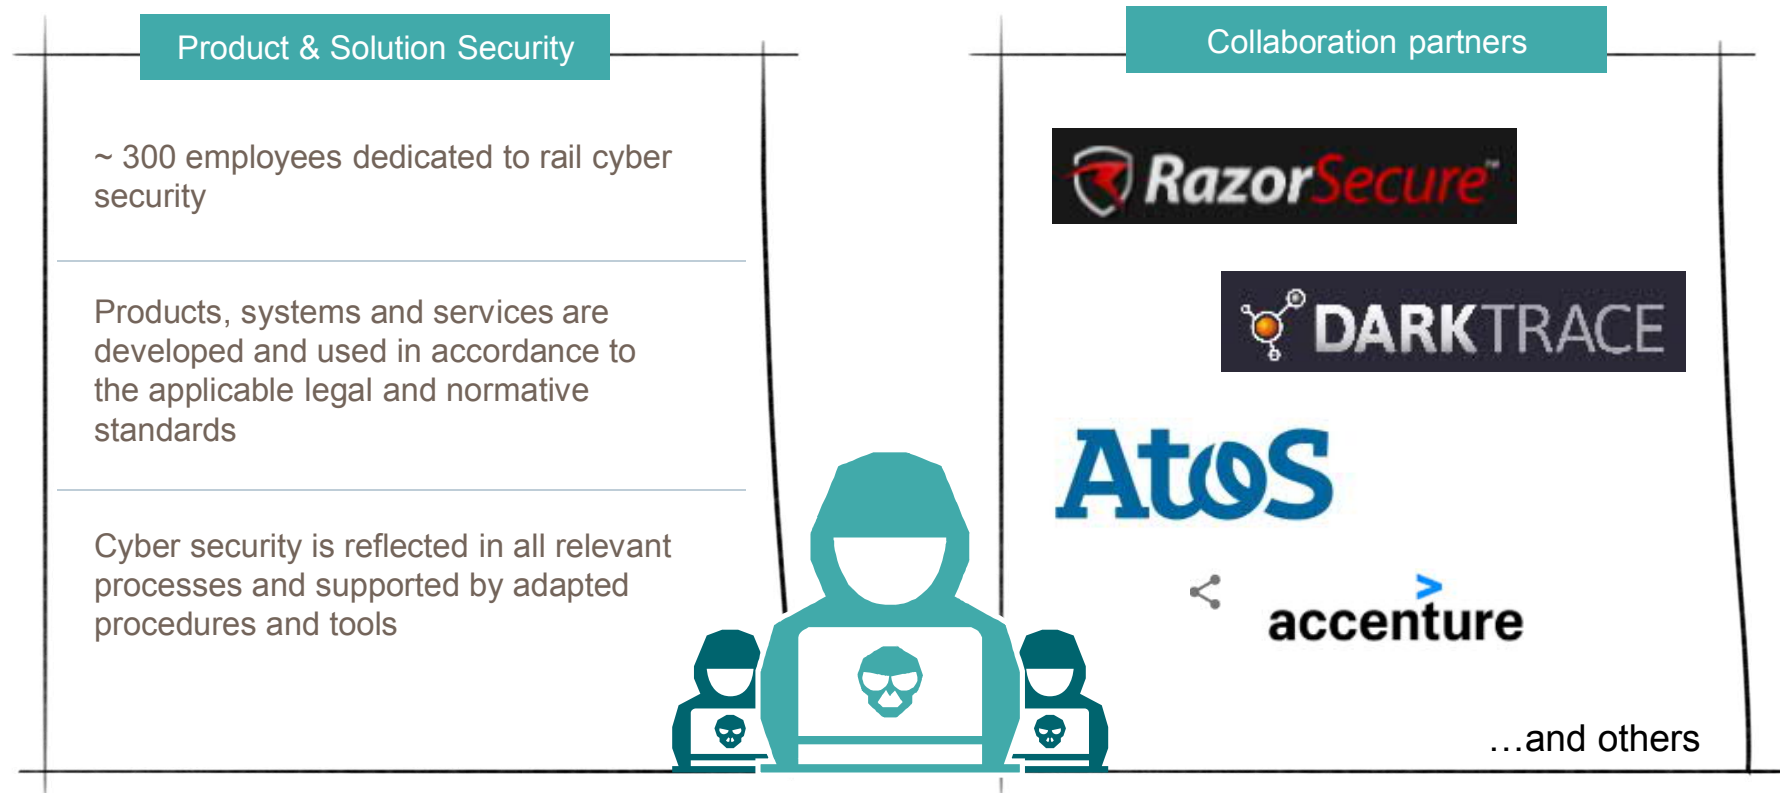 Product & Solution Security
~ 300 employees dedicated to rail cyber
security
Products, systems and services are
developed and used in accordance to
the applicable legal and normative
standards
Cyber security is reflected in all relevant
processes and supported by adapted
procedures and tools
Collaboration partners
RazorSecure™
DARKTRACE
Atos
>
accenture
…and others